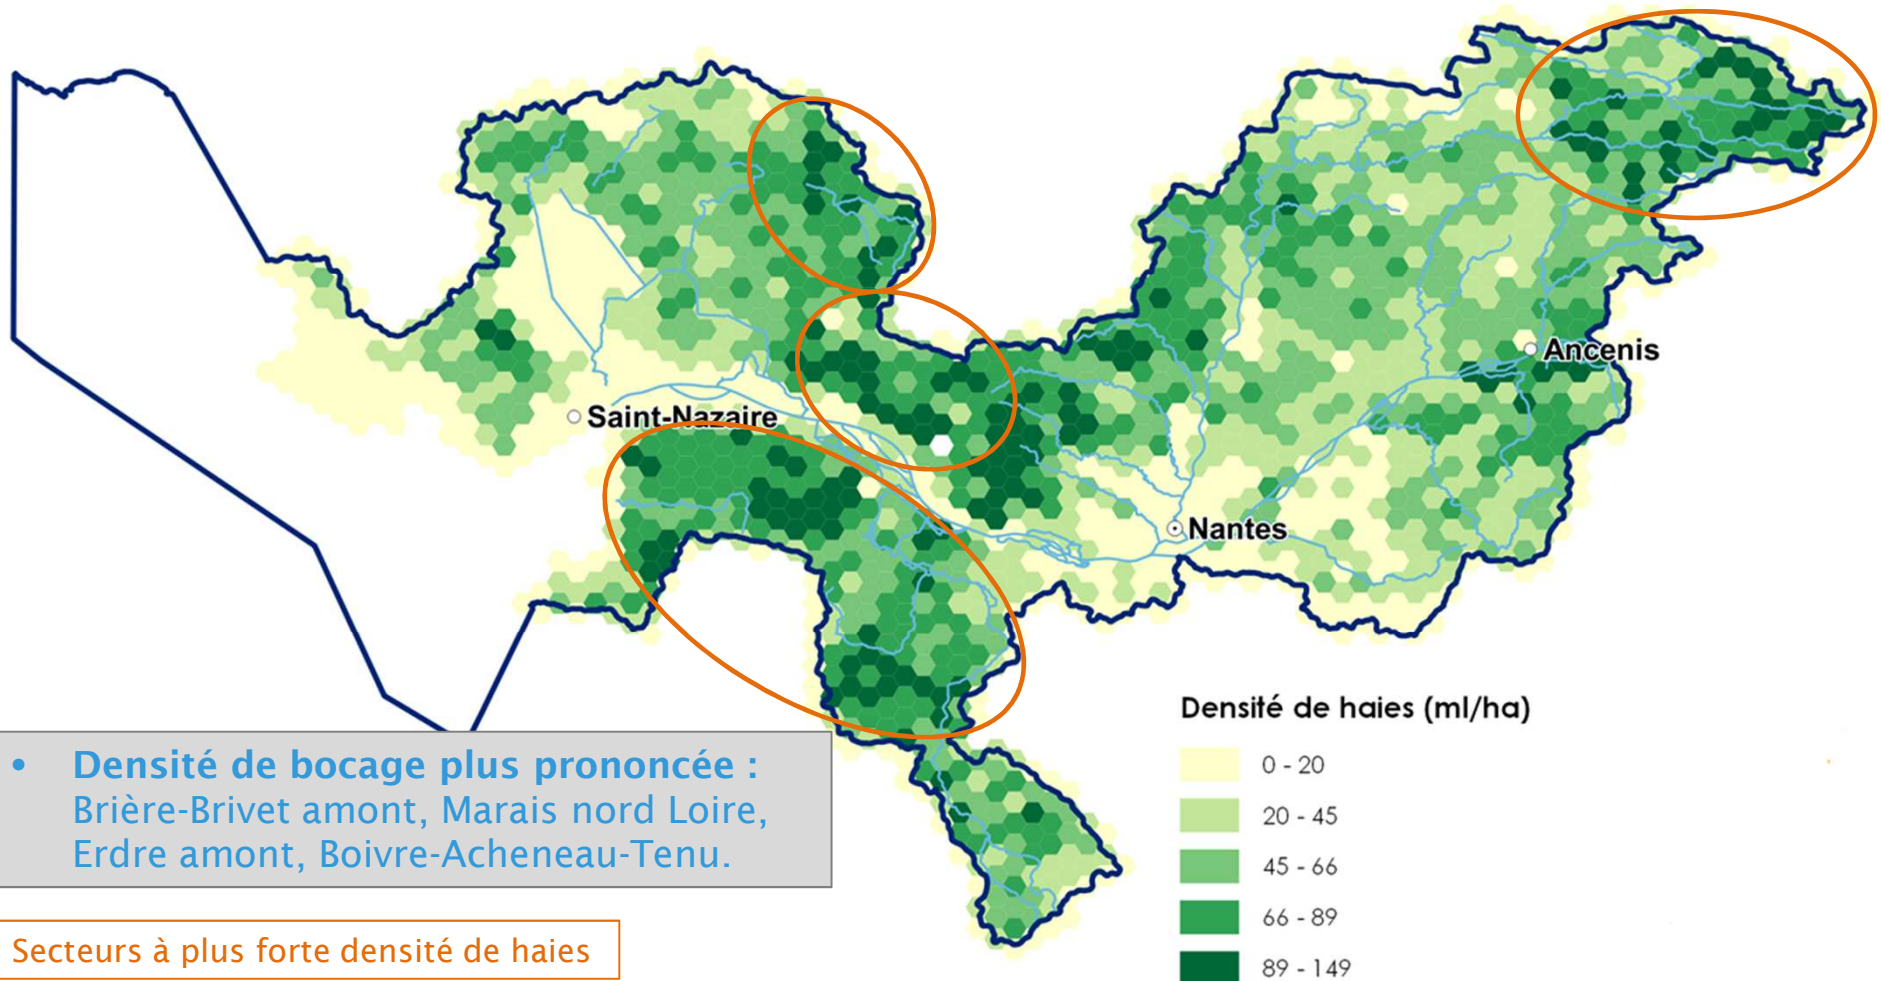 Ancenis
Saint-Nazaire
Nantes
Densité de haies (ml/ha)
0 - 20
20 - 45
45 - 66
66 - 89
89 - 149
• Densité de bocage plus prononcée :
Brière-Brivet amont, Marais nord Loire,
Erdre amont, Boivre-Acheneau-Tenu.
Secteurs à plus forte densité de haies